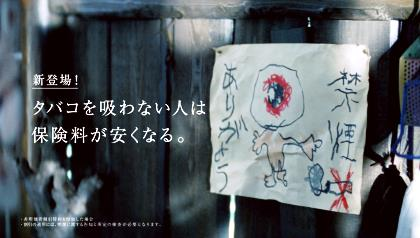 新登場！
タバコを吸わない人は
保険料が安くなる。
禁煙
ありがとう